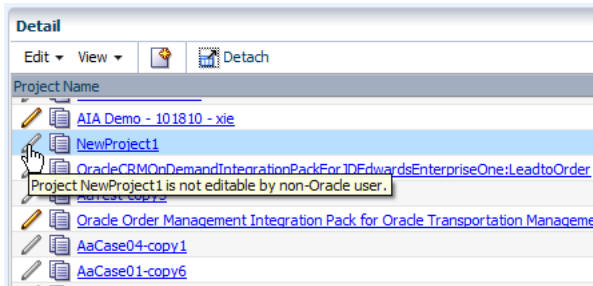 Detail
Edit View Detach
Project Name
AIA Demo - 101810 - xie
NewProject1
OracleCRMOnDemandIntegrationPackForJDEdwardsEnterpriseOne:LeadtoOrder
Project NewProject1 is not editable by non-Oracle user.
Oracle Order Management Integration Pack for Oracle Transportation Manageme
AaCase04-copy1
AaCase01-copy6